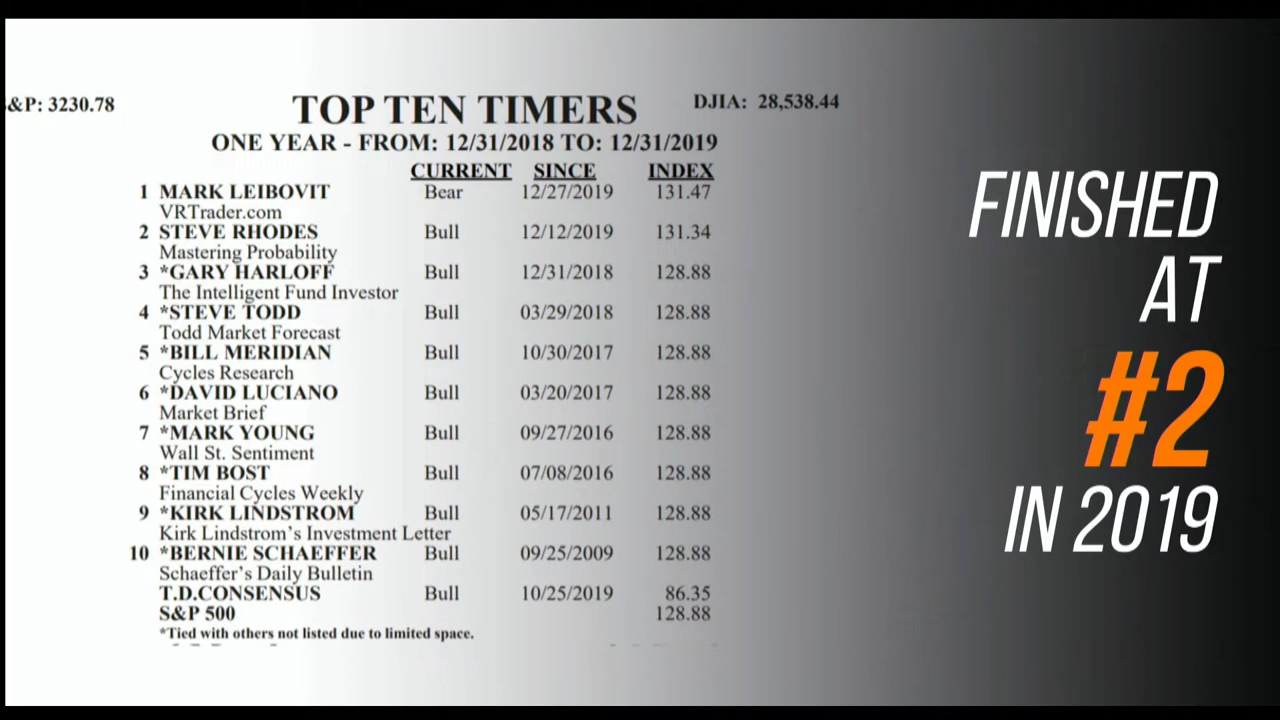 &P: 3230.78
TOP TEN TIMERS
DJIA: 28,538.44
ONE YEAR - FROM: 12/31/2018 TO: 12/31/2019
CURRENT SINCE INDEX
1 MARK LEIBOVIT Bear 12/27/2019 131.47
VRTrader.com
2 STEVE RHODES Bull 12/12/2019 131.34
Mastering Probability
3 *GARY HARLOFF Bull 12/31/2018 128.88
The Intelligent Fund Investor
4 *STEVE TODD Bull 03/29/2018 128.88
Todd Market Forecast
5 *BILL MERIDIAN Bull 10/30/2017 128.88
Cycles Research
6 *DAVID LUCIANO Bull 03/20/2017 128.88
Market Brief
7 *MARK YOUNG Bull 09/27/2016 128.88
Wall St. Sentiment
8 *TIM BOST Bull 07/08/2016 128.88
Financial Cycles Weekly
9 *KIRK LINDSTROM Bull 05/17/2011 128.88
Kirk Lindstrom's Investment Letter
10 *BERNIE SCHAEFFER Bull 09/25/2009 128.88
Schaeffer's Daily Bulletin
T.D.CONSENSUS Bull 10/25/2019 86.35
S&P 500 128.88
*Tied with others not listed due to limited space.
FINISHED
AT
#2
IN 2019